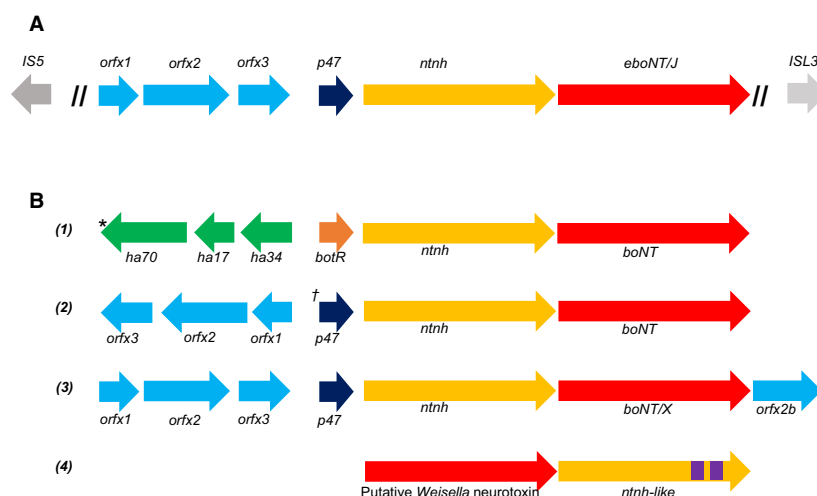 A
IS5 orfx1 orfx2 orfx3 p47 ntnh eboNT/J ISL3
// //
B
(1) * ha70 ha17 ha34 botR ntnh boNT
(2) orfx3 orfx2 orfx1 † p47 ntnh boNT
(3) orfx1 orfx2 orfx3 p47 ntnh boNT/X orfx2b
(4) Putative Weisella neurotoxin ntnh-like